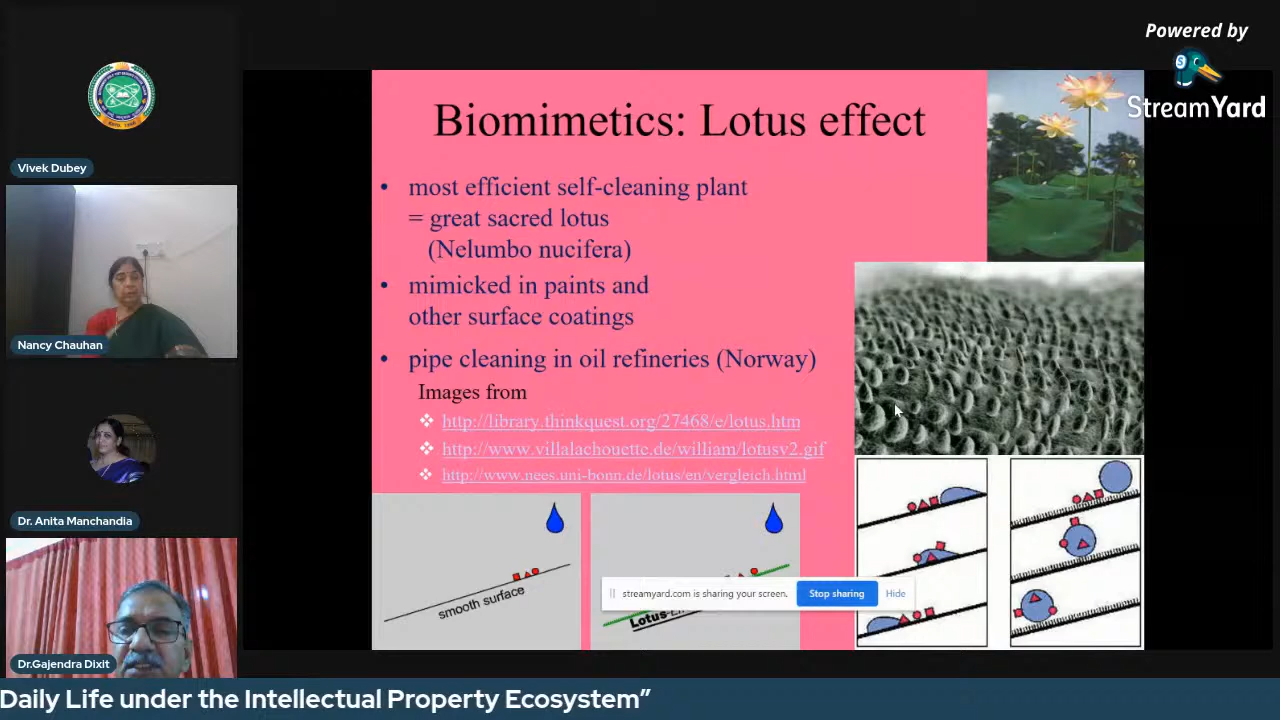 Powered by
StreamYard
Vivek Dubey
Nancy Chauhan
Dr. Anita Manchandia
Dr.Gajendra Dixit
Biomimetics: Lotus effect
• most efficient self-cleaning plant
= great sacred lotus
(Nelumbo nucifera)
• mimicked in paints and
other surface coatings
• pipe cleaning in oil refineries (Norway)
Images from
❖ http://library.thinkquest.org/27468/e/lotus.htm
❖ http://www.villalachouette.de/william/lotusv2.gif
❖ http://www.nees.uni-bonn.de/lotus/en/vergleich.html
smooth surface
Lotus-
streamyard.com is sharing your screen.
Stop sharing
Hide
Daily Life under the Intellectual Property Ecosystem”